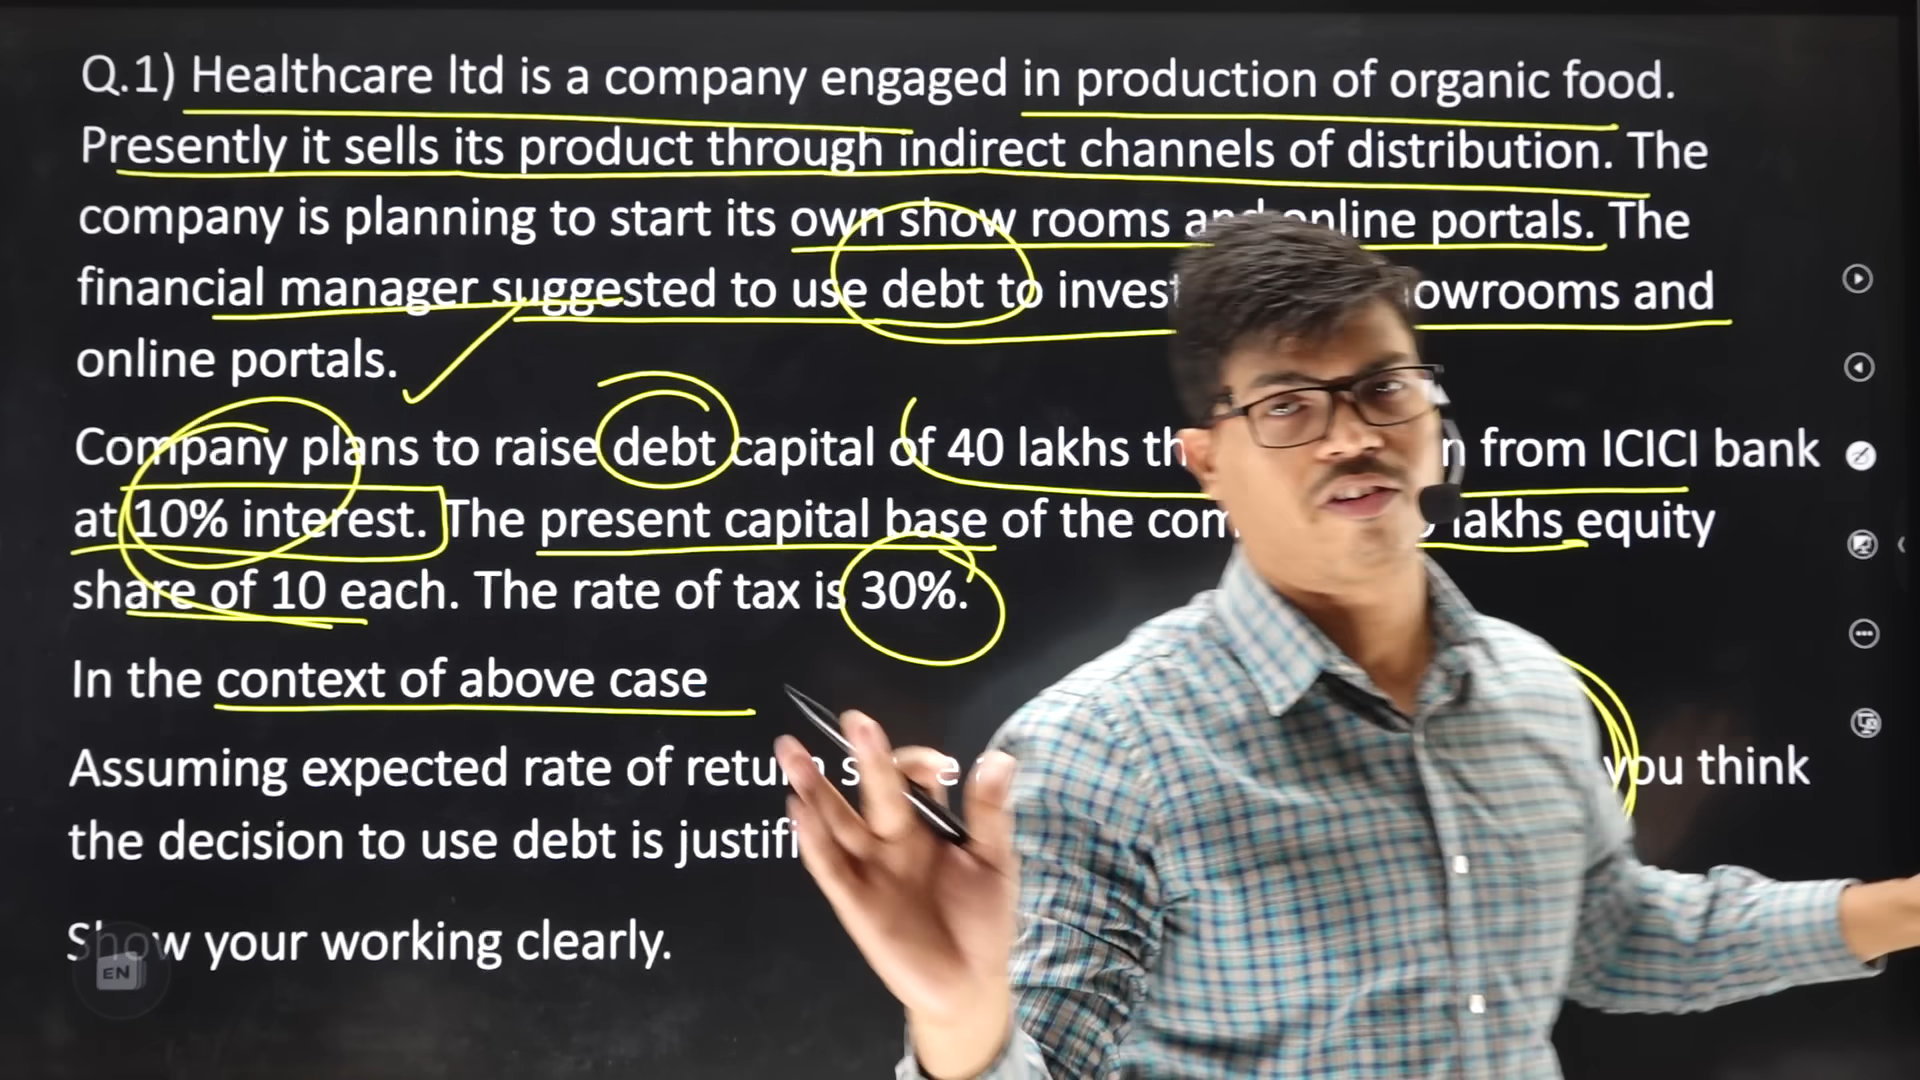 Q.1) Healthcare ltd is a company engaged in production of organic food.
Presently it sells its product through indirect channels of distribution. The
company is planning to start its own show rooms and online portals. The
financial manager suggested to use debt to invest
and
online portals.
Company plans to raise debt capital of 40 lakhs from ICICI bank
at 10% interest. The present capital base of the lakhs equity
share of 10 each. The rate of tax is 30%.
In the context of above case
Assuming expected rate of you think
the decision to use debt is
Show your working clearly.
EN